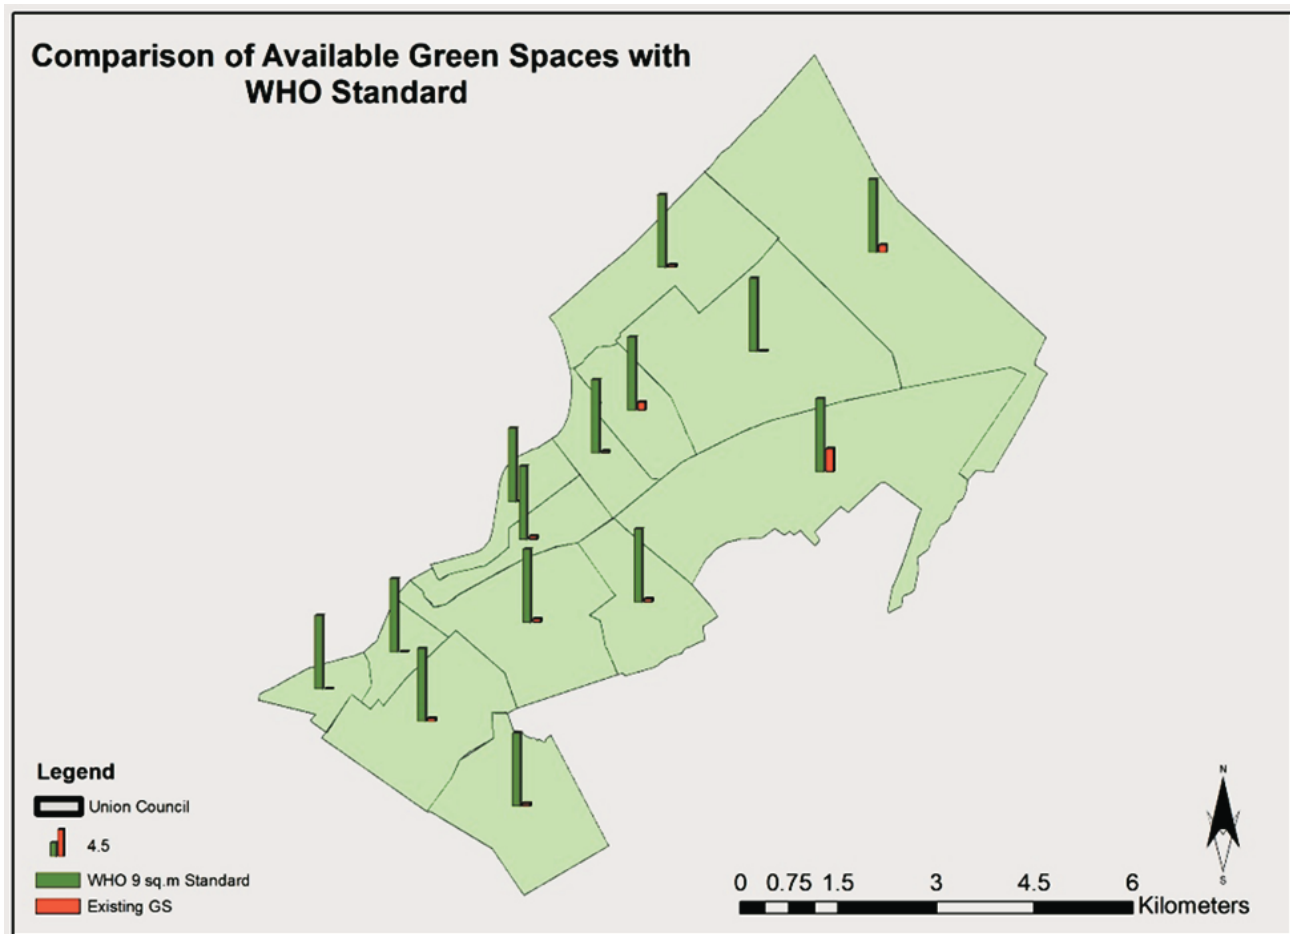 Comparison of Available Green Spaces with
WHO Standard
Legend
Union Council
4.5
WHO 9 sq.m Standard
Existing GS
N
S
0 0.75 1.5 3 4.5 6
Kilometers